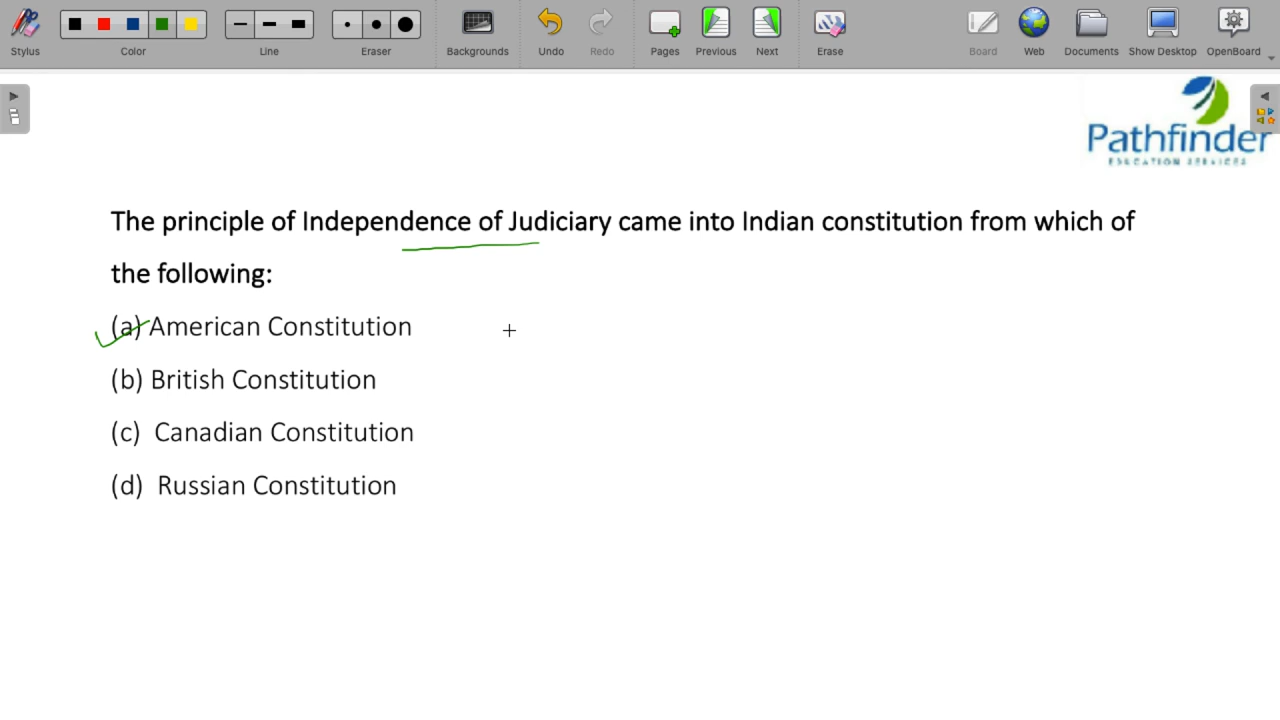 Stylus
Color
Line
Eraser
Backgrounds
Undo
Redo
Pages
Previous
Next
Erase
Board
Web
Documents
Show Desktop
OpenBoard
Pathfinder
EDUCATION SERVICES
The principle of Independence of Judiciary came into Indian constitution from which of
the following:
(a) American Constitution
(b) British Constitution
(c) Canadian Constitution
(d) Russian Constitution